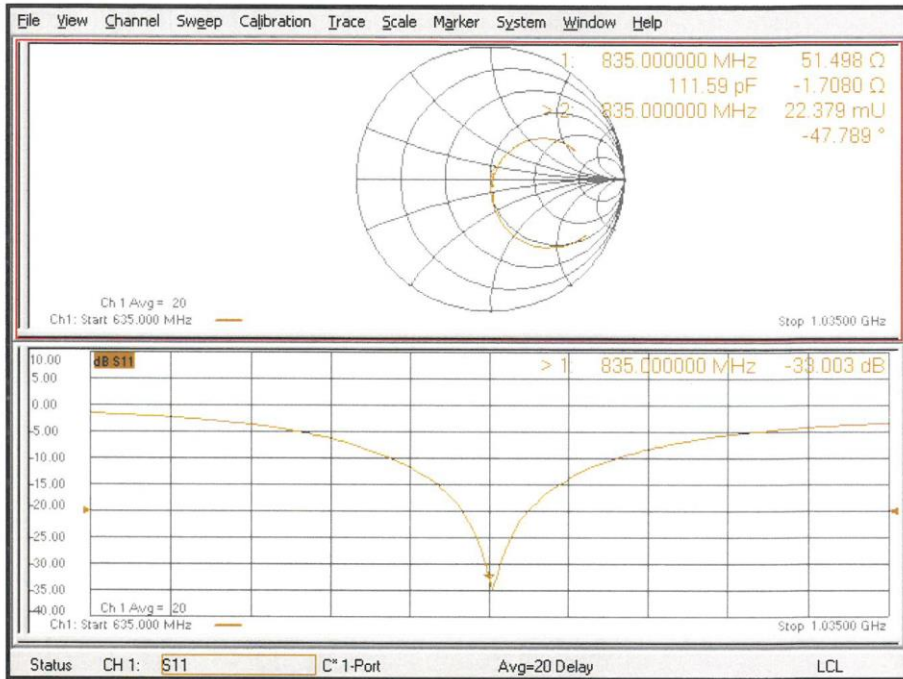 File View Channel Sweep Calibration Trace Scale Marker System Window Help
1: 835.000000 MHz 51.498 Ω
111.59 pF -1.7080 Ω
> 2: 835.000000 MHz 22.379 mU
-47.789 °
Ch 1 Avg = 20
Ch1: Start 635.000 MHz
Stop 1.03500 GHz
10.00
dB S11
> 1: 835.000000 MHz -33.003 dB
5.00
0.00
-5.00
-10.00
-15.00
-20.00
-25.00
-30.00
-35.00
-40.00
Ch 1 Avg = 20
Ch1: Start 635.000 MHz
Stop 1.03500 GHz
Status CH 1: S11 C* 1-Port Avg=20 Delay LCL